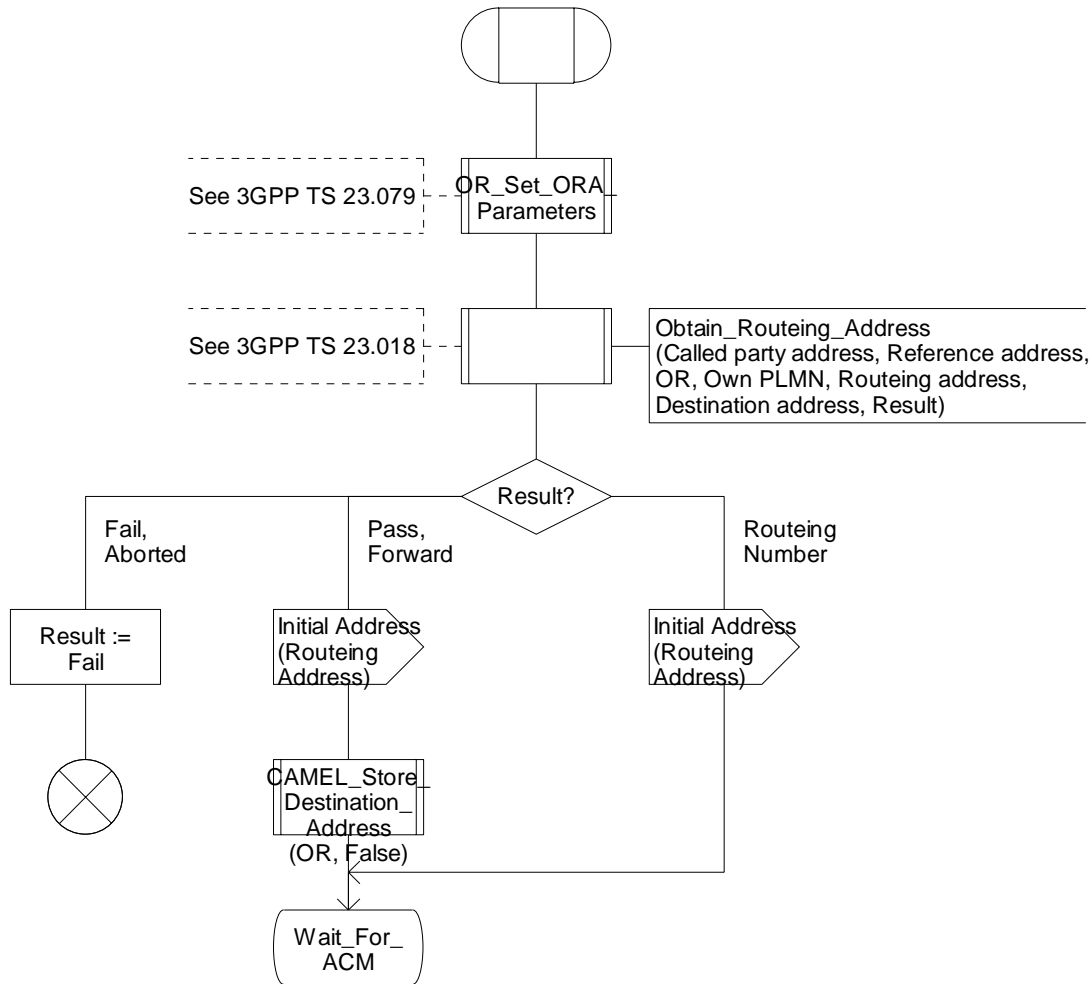 See 3GPP TS 23.079
OR_Set_ORA_
Parameters
See 3GPP TS 23.018
Obtain_Routeing_Address
(Called party address, Reference address,
OR, Own PLMN, Routeing address,
Destination address, Result)
Result?
Fail,
Aborted
Pass,
Forward
Routeing
Number
Result :=
Fail
Initial Address
(Routeing
Address)
Initial Address
(Routeing
Address)
CAMEL_Store_
Destination_
Address
(OR, False)
Wait_For_
ACM